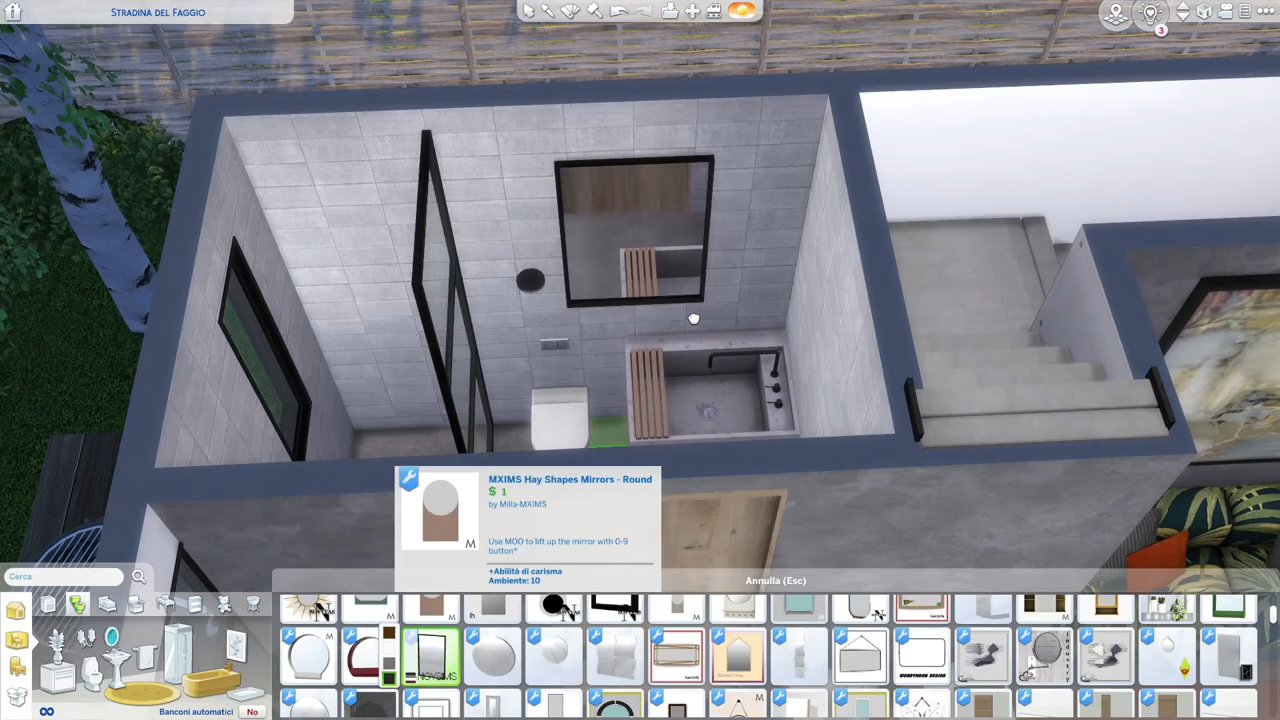 Stradina del Faggio
3
MXIMS Hay Shapes Mirrors - Round
$ 1
by Milla-MXIMS
M
Use MOO to lift up the mirror with 0-9
button*
+Abilità di carisma
Ambiente: 10
Cerca
Annulla (Esc)
Banconi automatici
No